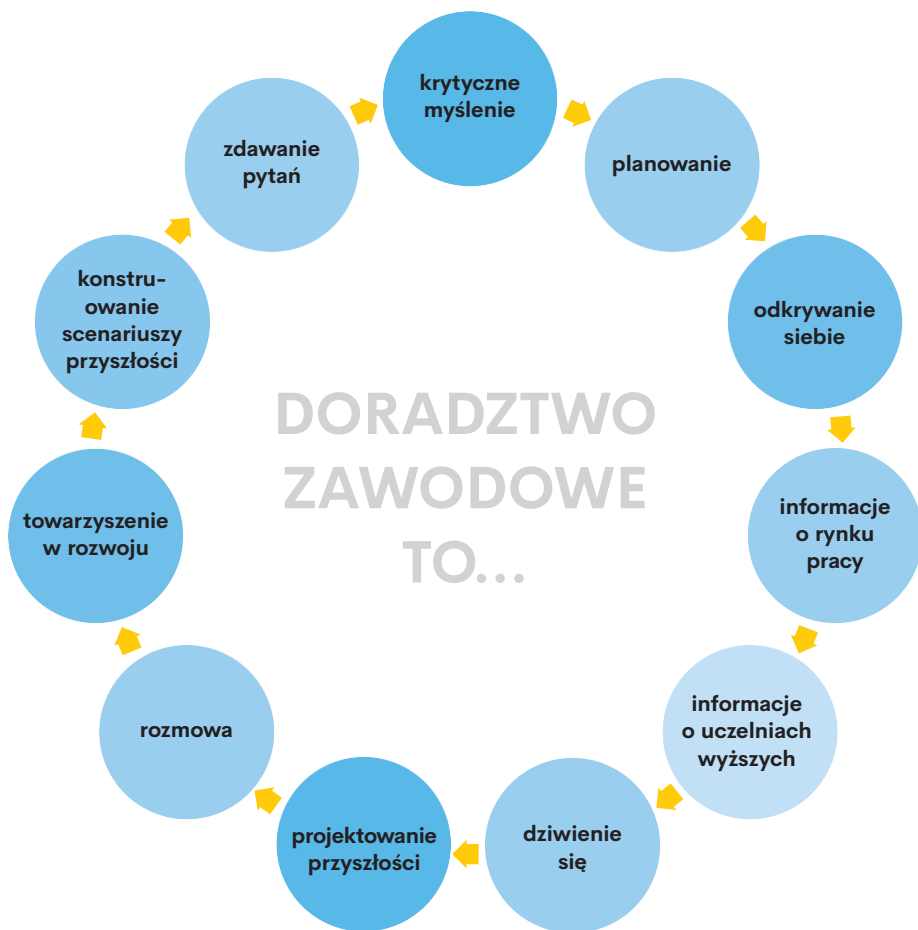 krytyczne
myślenie
planowanie
odkrywanie
siebie
informacje
o rynku
pracy
informacje
o uczelniach
wyższych
dziwienie
się
projektowanie
przyszłości
rozmowa
towarzyszenie
w rozwoju
konstru-
owanie
scenariuszy
przyszłości
zdawanie
pytań
DORADZTWO
ZAWODOWE
TO...